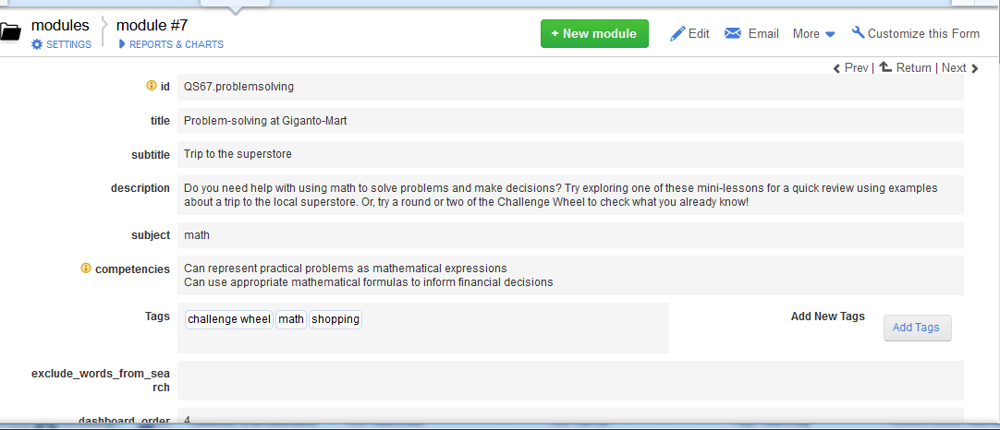 modules module #7 + New module Edit Email More Customize this Form
SETTINGS REPORTS & CHARTS
Prev | Return | Next
id QS67.problemsolving
title Problem-solving at Giganto-Mart
subtitle Trip to the superstore
description Do you need help with using math to solve problems and make decisions? Try exploring one of these mini-lessons for a quick review using examples
about a trip to the local superstore. Or, try a round or two of the Challenge Wheel to check what you already know!
subject math
competencies Can represent practical problems as mathematical expressions
Can use appropriate mathematical formulas to inform financial decisions
Tags challenge wheel math shopping Add New Tags Add Tags
exclude_words_from_sea
rch
dashboard_order 4